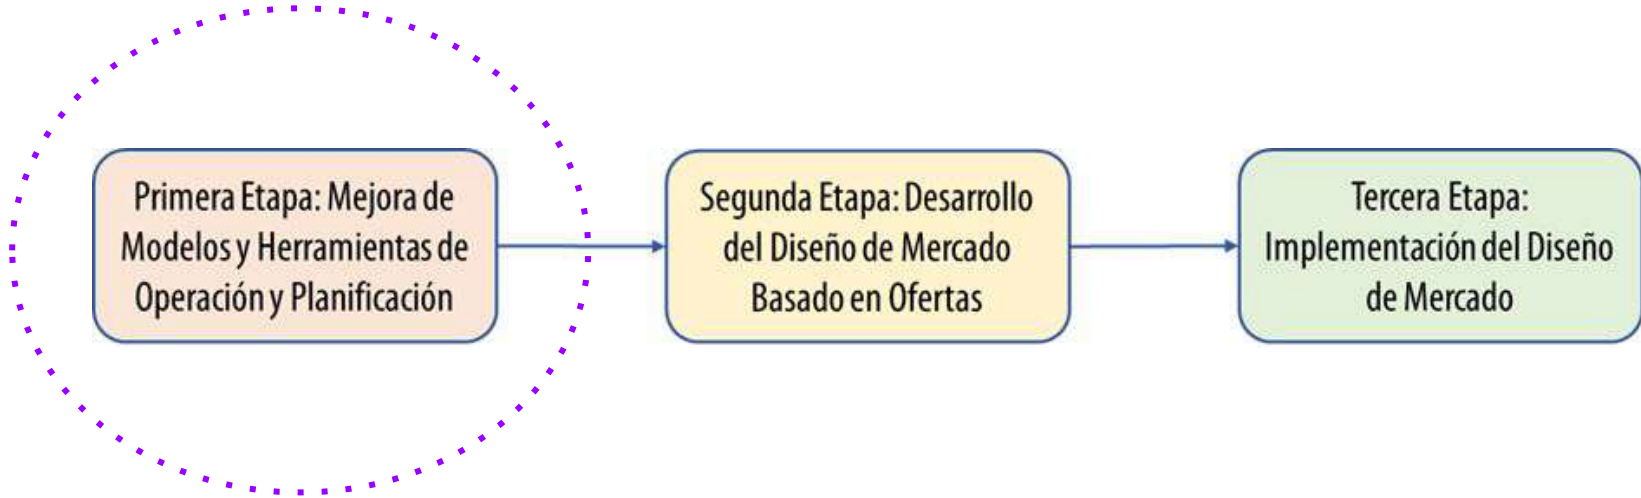 Primera Etapa: Mejora de
Modelos y Herramientas de
Operación y Planificación
Segunda Etapa: Desarrollo
del Diseño de Mercado
Basado en Ofertas
Tercera Etapa:
Implementación del Diseño
de Mercado